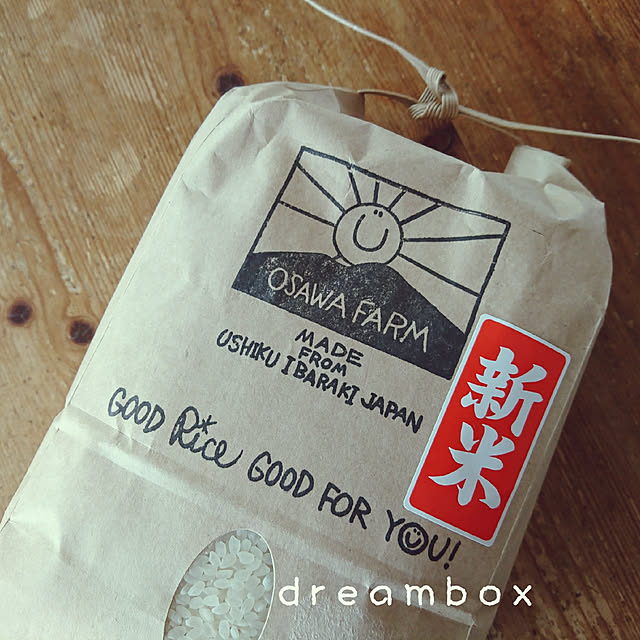 OSAWA FARM
MADE
FROM
USHIKU IBARAKI JAPAN
GOOD Rice GOOD FOR YOU!
新米
dreambox